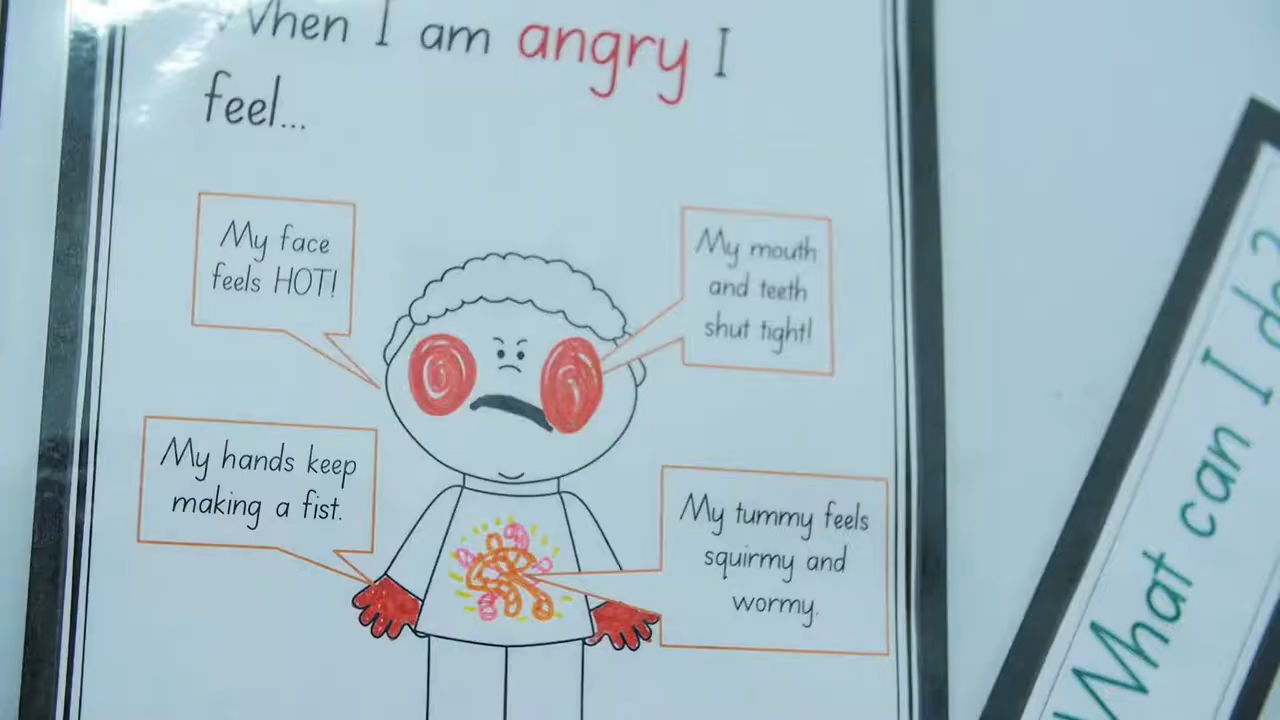 When I am angry I
feel...
My face
feels HOT!
My mouth
and teeth
shut tight!
My hands keep
making a fist.
My tummy feels
squirmy and
wormy.
What can I do?